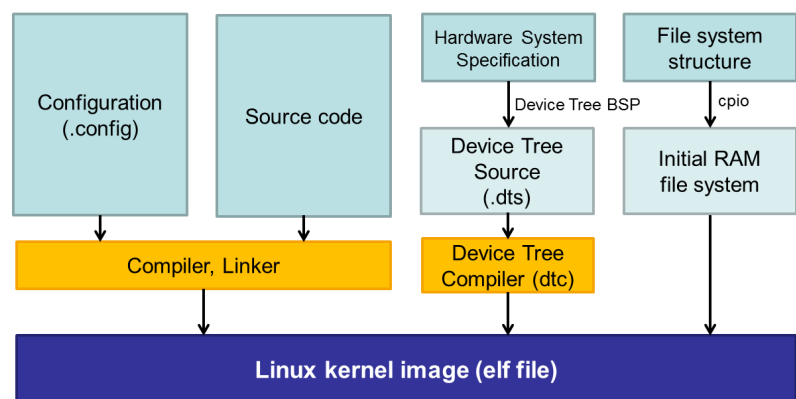 Configuration
(.config)
Source code
Hardware System
Specification
File system
structure
Device Tree BSP
cpio
Device Tree
Source
(.dts)
Initial RAM
file system
Compiler, Linker
Device Tree
Compiler (dtc)
Linux kernel image (elf file)